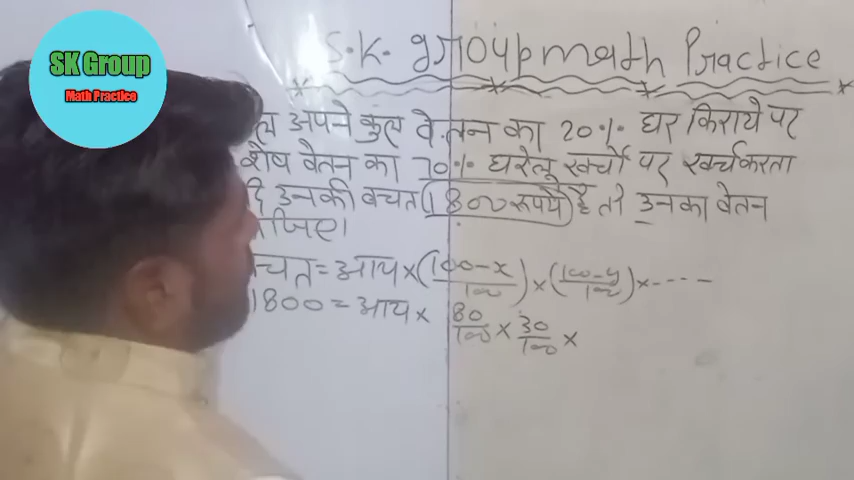 SK Group
Math Practice
S.K. group math Practice
अपने कुल वेतन का 20% घर किराये पर
शेष वेतन का 70% घरेलू खर्चों पर खर्च करता
उनकी बचत (1800 रूपये) है तो उनका वेतन
कीजिए।
बचत = आय × (100-x/100) × (100-y/100) × ----
1800 = आय × 80/100 × 30/100 ×